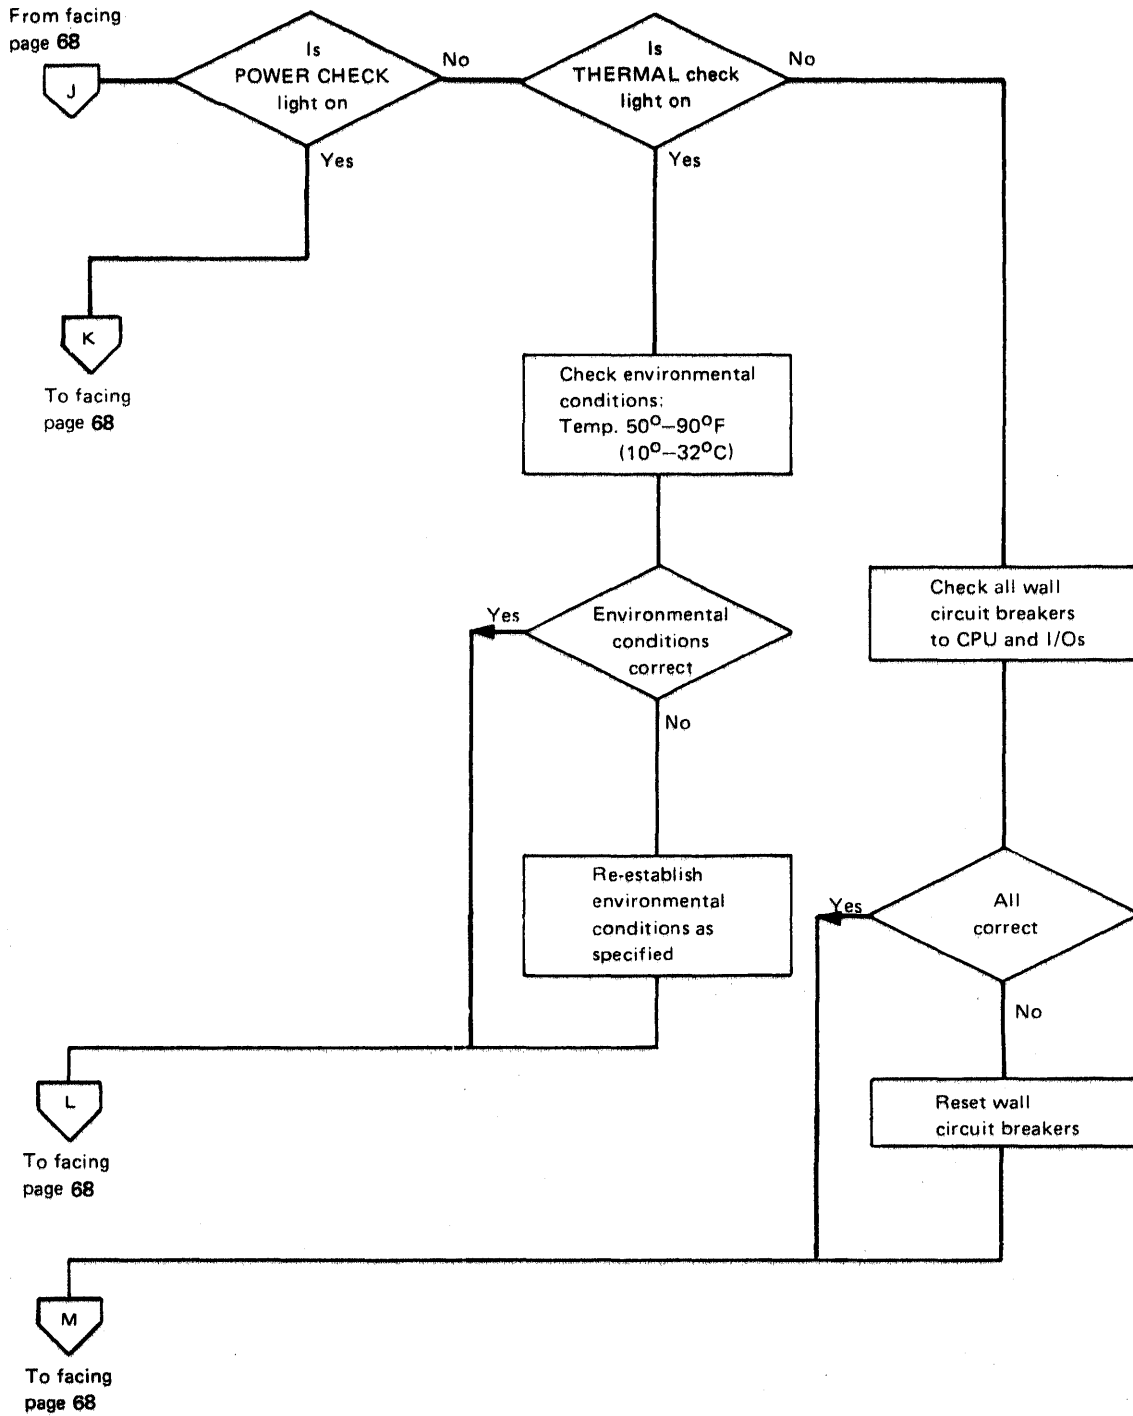 From facing
page 68
J
Is
POWER CHECK
light on
No
Yes
Is
THERMAL check
light on
No
Yes
K
To facing
page 68
Check environmental
conditions:
Temp. 50°–90°F
(10°–32°C)
Environmental
conditions
correct
Yes
No
Check all wall
circuit breakers
to CPU and I/Os
Re-establish
environmental
conditions as
specified
All
correct
Yes
No
L
To facing
page 68
Reset wall
circuit breakers
M
To facing
page 68